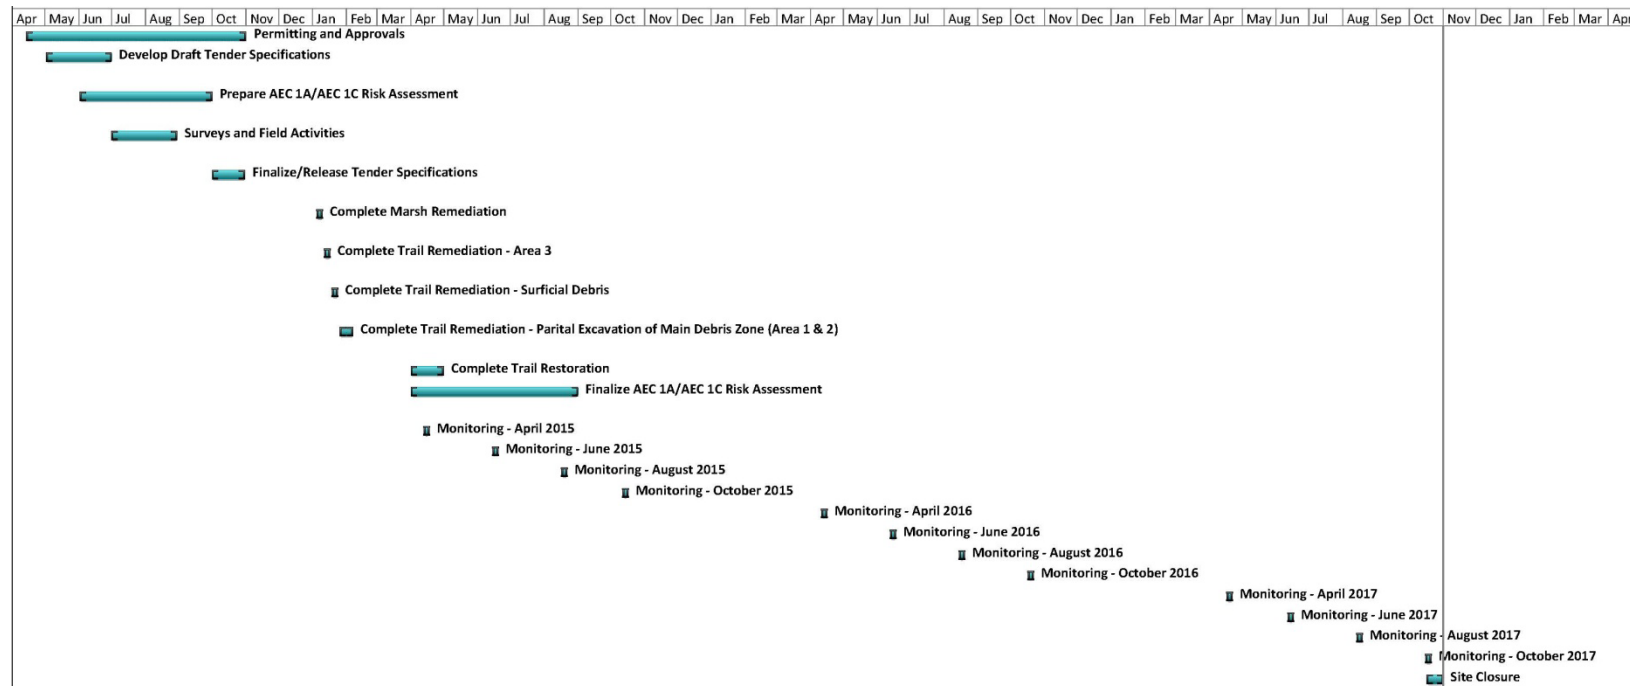 Apr May Jun Jul Aug Sep Oct Nov Dec Jan Feb Mar Apr May Jun Jul Aug Sep Oct Nov Dec Jan Feb Mar Apr May Jun Jul Aug Sep Oct Nov Dec Jan Feb Mar Apr May Jun Jul Aug Sep Oct Nov Dec Jan Feb Mar Apr
Permitting and Approvals
Develop Draft Tender Specifications
Prepare AEC 1A/AEC 1C Risk Assessment
Surveys and Field Activities
Finalize/Release Tender Specifications
Complete Marsh Remediation
Complete Trail Remediation - Area 3
Complete Trail Remediation - Surficial Debris
Complete Trail Remediation - Parital Excavation of Main Debris Zone (Area 1 & 2)
Complete Trail Restoration
Finalize AEC 1A/AEC 1C Risk Assessment
Monitoring - April 2015
Monitoring - June 2015
Monitoring - August 2015
Monitoring - October 2015
Monitoring - April 2016
Monitoring - June 2016
Monitoring - August 2016
Monitoring - October 2016
Monitoring - April 2017
Monitoring - June 2017
Monitoring - August 2017
Monitoring - October 2017
Site Closure